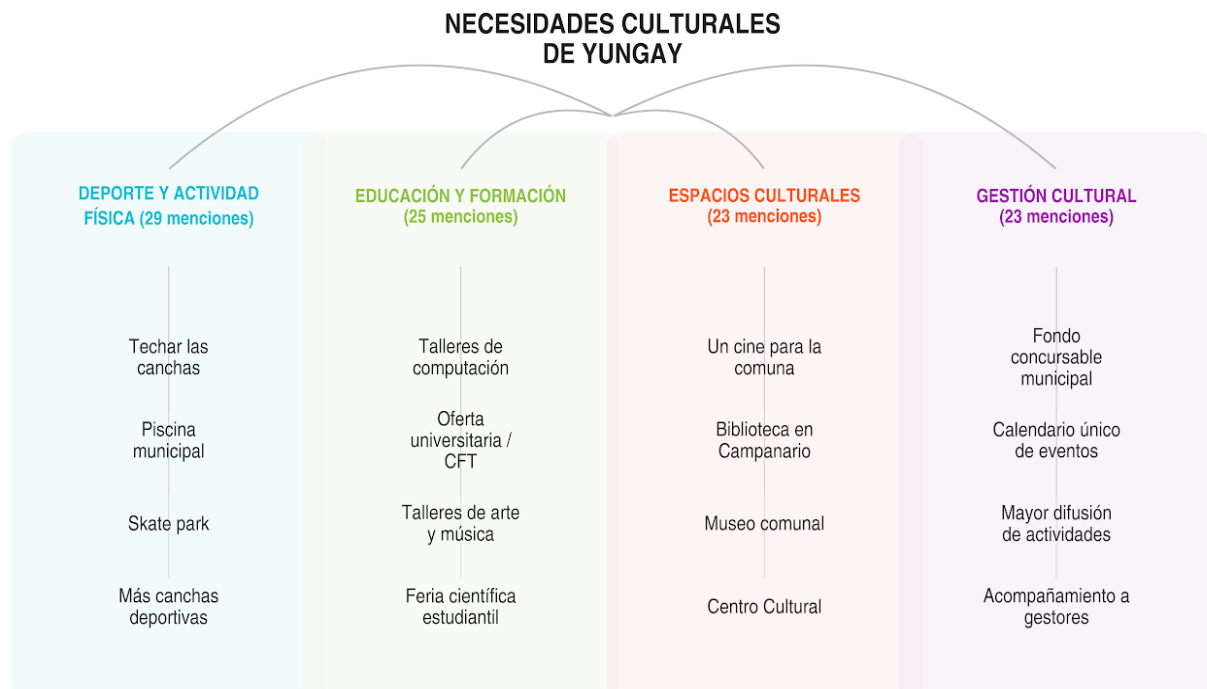 NECESIDADES CULTURALES
DE YUNGAY
DEPORTE Y ACTIVIDAD
FÍSICA (29 menciones)
Techar las
canchas
Piscina
municipal
Skate park
Más canchas
deportivas
EDUCACIÓN Y FORMACIÓN
(25 menciones)
Talleres de
computación
Oferta
universitaria /
CFT
Talleres de arte
y música
Feria científica
estudiantil
ESPACIOS CULTURALES
(23 menciones)
Un cine para la
comuna
Biblioteca en
Campanario
Museo comunal
Centro Cultural
GESTIÓN CULTURAL
(23 menciones)
Fondo
concursable
municipal
Calendario único
de eventos
Mayor difusión
de actividades
Acompañamiento a
gestores